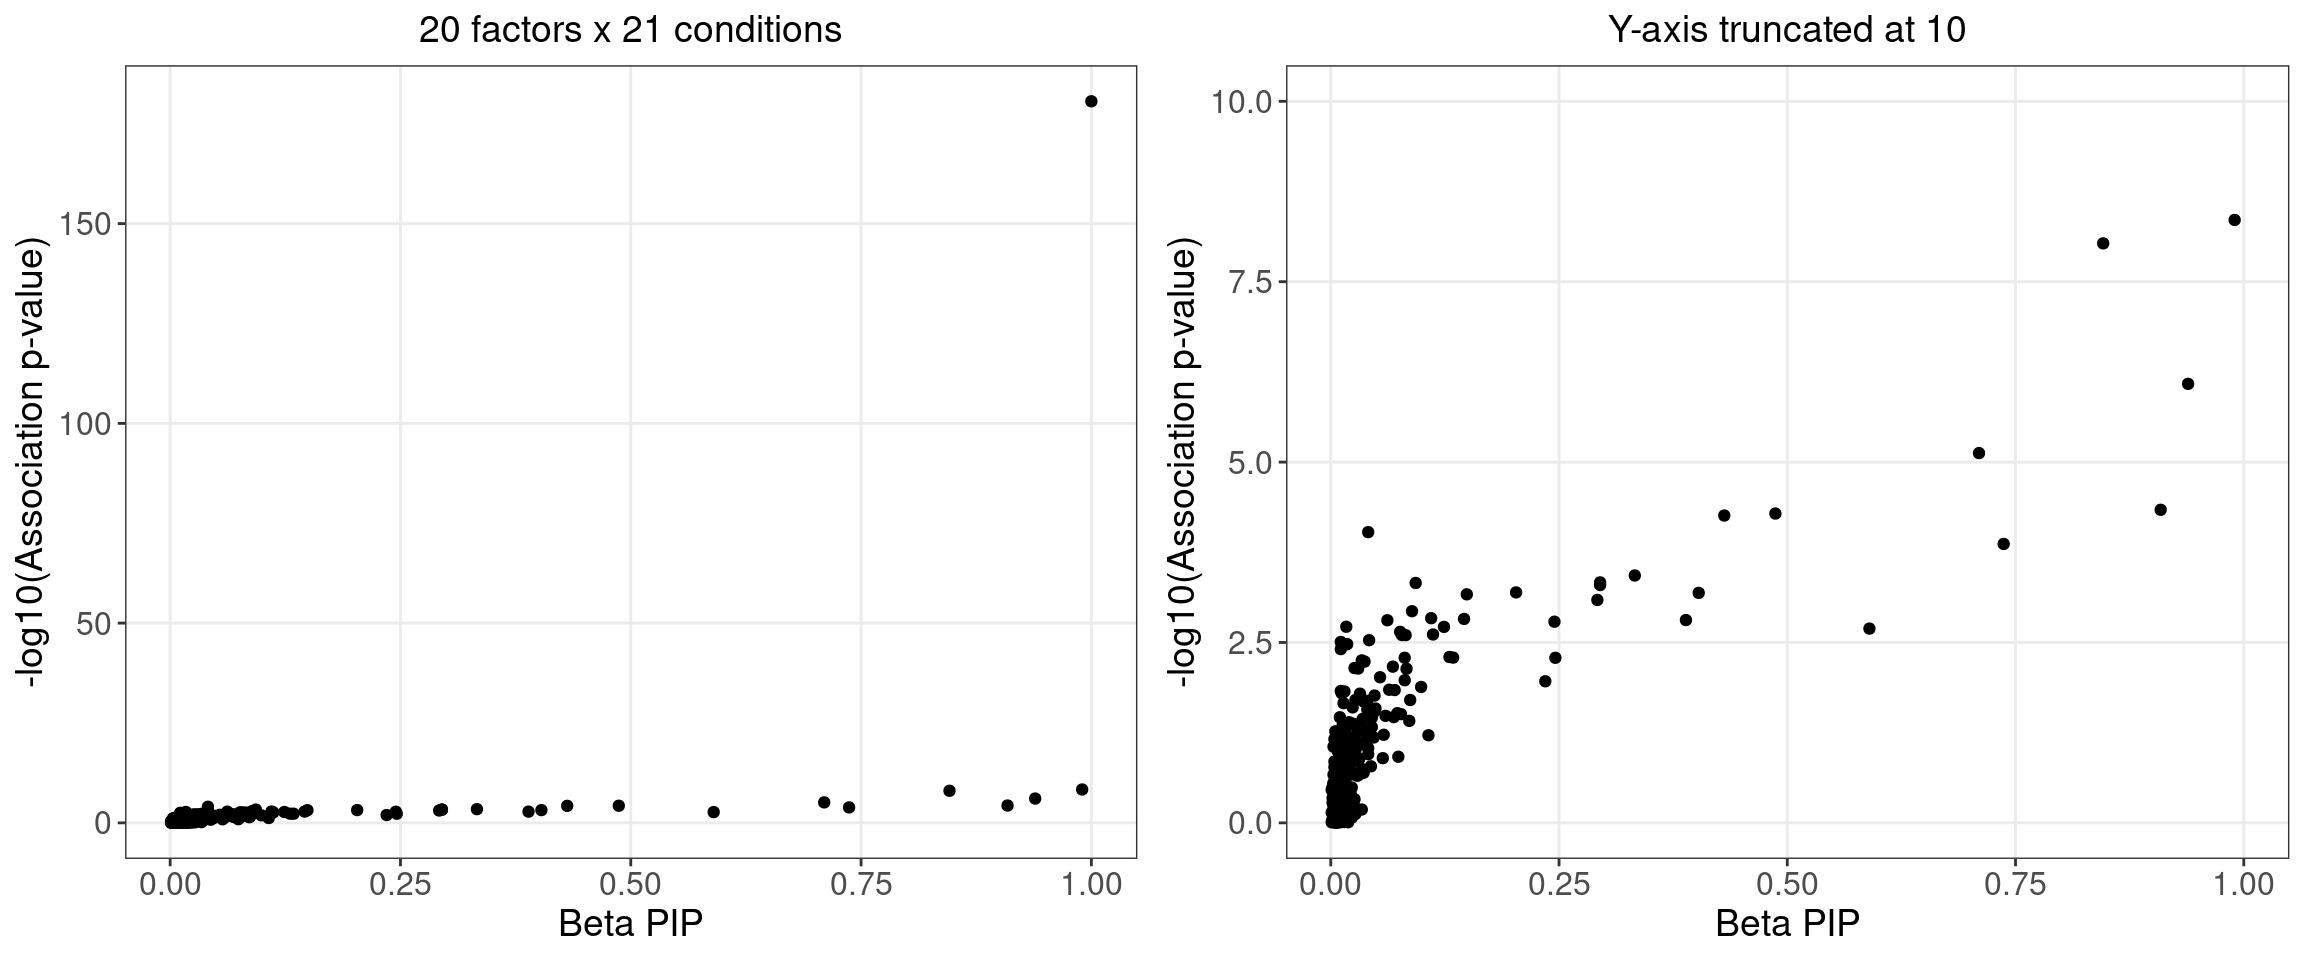 20 factors x 21 conditions
-log10(Association p-value)
150
100
50
0
0.00 0.25 0.50 0.75 1.00
Beta PIP
Y-axis truncated at 10
-log10(Association p-value)
10.0
7.5
5.0
2.5
0.0
0.00 0.25 0.50 0.75 1.00
Beta PIP